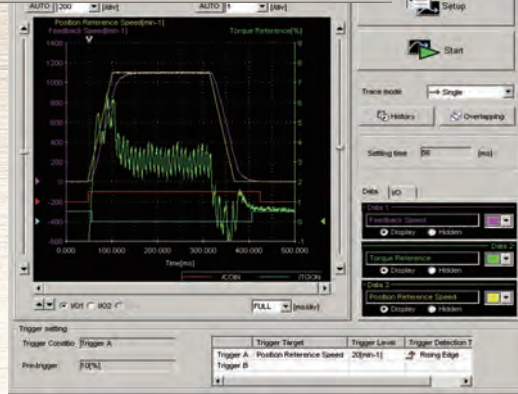 AUTO 200 [/div] AUTO 1 [/div]
Position Reference Speed[min-1]
Feedback Speed[min-1] Torque Reference[%]
1400
1200
1000
800
600
400
200
0
-200
-400
-600
9
8
7
6
5
4
3
2
1
0
0.000 100.000 200.000 300.000 400.000 500.000
Time[ms]
/COIN /TGON
I/O1 I/O2 FULL [ms/div]
Setup
Start
Trace mode Single
History Overlapping
Settling time [ms]
Data I/O
Data 1
Feedback Speed
Display Hidden
Data 2
Torque Reference
Display Hidden
Data 3
Position Reference Speed
Display Hidden
Trigger setting
Trigger Conditio Trigger A
Pre-trigger 10[%]
Trigger Target Trigger Level Trigger Detection T
Trigger A Position Reference Speed 20[min-1] Rising Edge
Trigger B